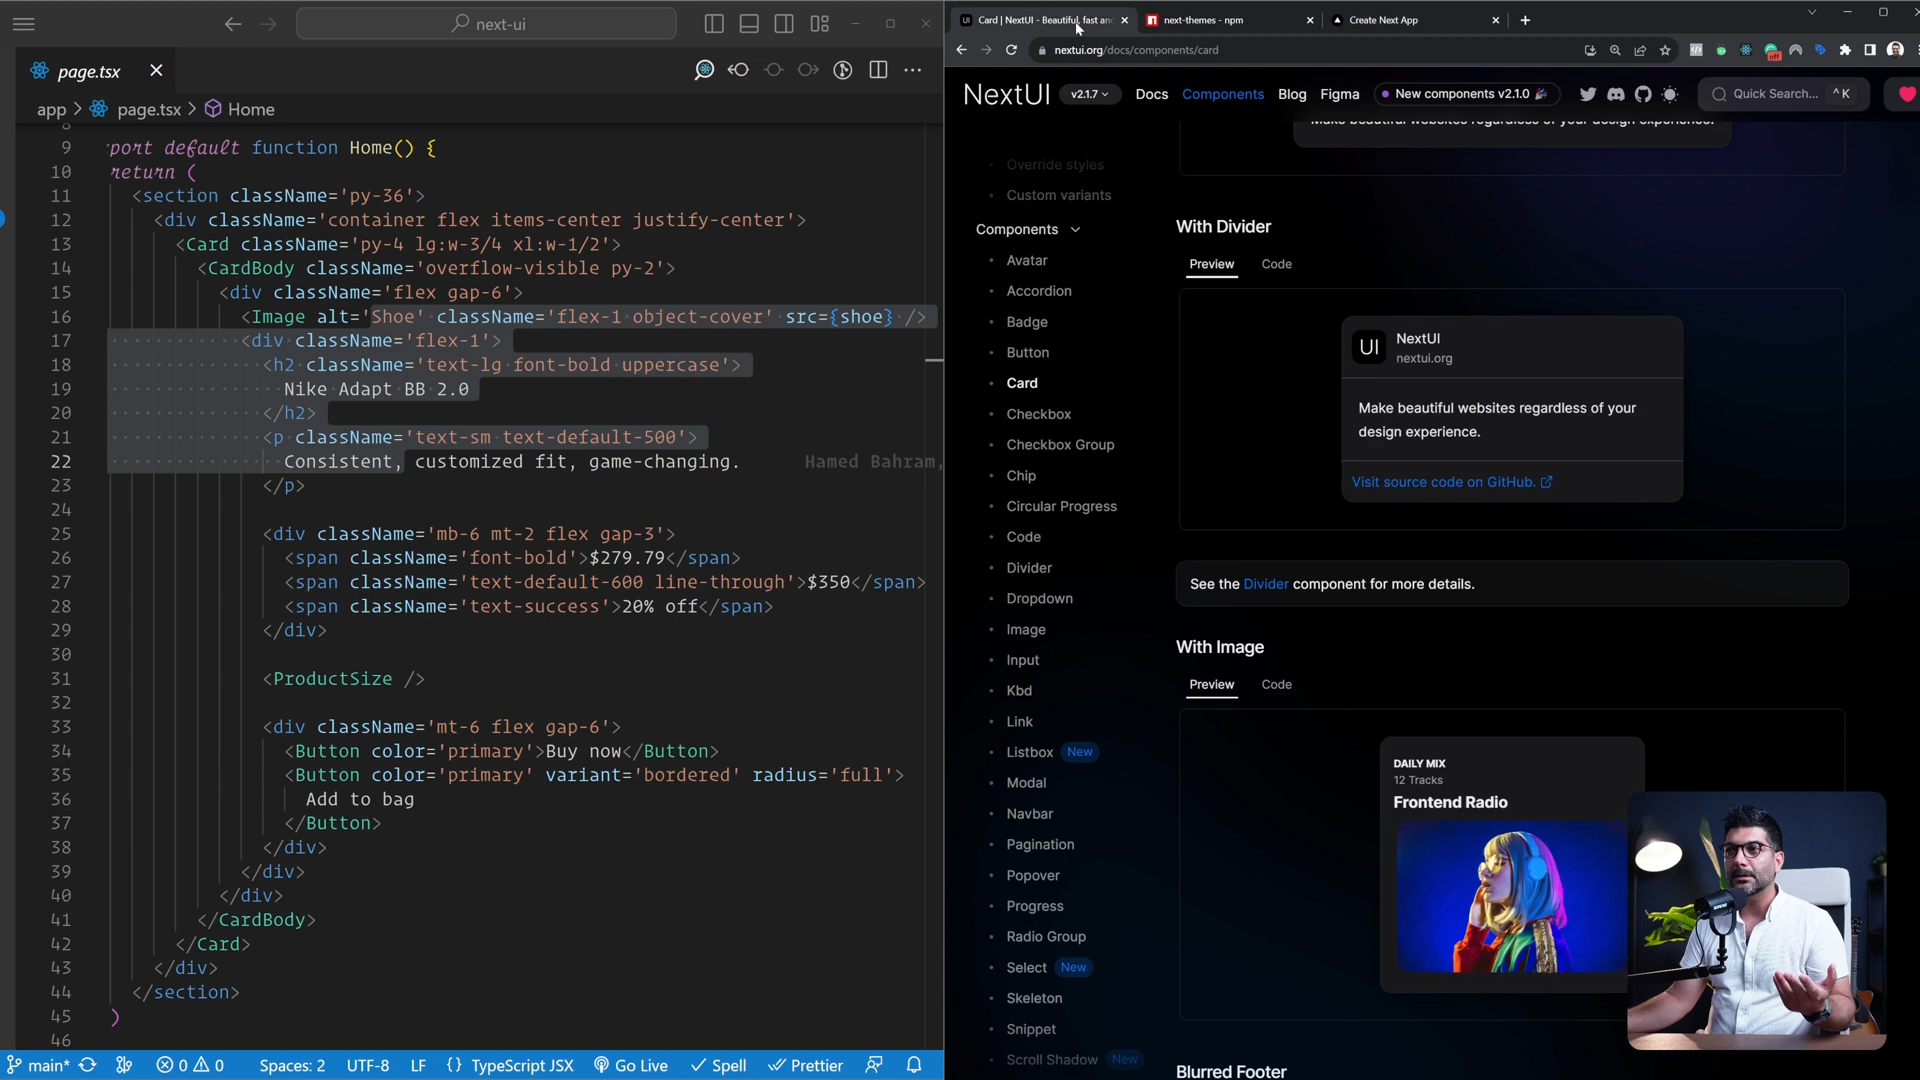 next-ui
page.tsx
app > page.tsx > Home
8
9 port default function Home() {
10 return (
11 <section className='py-36'>
12 <div className='container flex items-center justify-center'>
13 <Card className='py-4 lg:w-3/4 xl:w-1/2'>
14 <CardBody className='overflow-visible py-2'>
15 <div className='flex gap-6'>
16 <Image alt='Shoe' className='flex-1 object-cover' src={shoe} />
17 <div className='flex-1'>
18 <h2 className='text-lg font-bold uppercase'>
19 Nike Adapt BB 2.0
20 </h2>
21 <p className='text-sm text-default-500'>
22 Consistent, customized fit, game-changing. Hamed Bahram,
23 </p>
24
25 <div className='mb-6 mt-2 flex gap-3'>
26 <span className='font-bold'>$279.79</span>
27 <span className='text-default-600 line-through'>$350</span>
28 <span className='text-success'>20% off</span>
29 </div>
30
31 <ProductSize />
32
33 <div className='mt-6 flex gap-6'>
34 <Button color='primary'>Buy now</Button>
35 <Button color='primary' variant='bordered' radius='full'>
36 Add to bag
37 </Button>
38 </div>
39 </div>
40 </div>
41 </CardBody>
42 </Card>
43 </div>
44 </section>
45 )
46
main* 0 0 Spaces: 2 UTF-8 LF {} TypeScript JSX Go Live Spell Prettier
Card | NextUI - Beautiful, fast and
next-themes - npm
Create Next App
nextui.org/docs/components/card
off
NextUI v2.1.7 Docs Components Blog Figma New components v2.1.0 🎉 Quick Search... ^ K
Make beautiful websites regardless of your design experience.
Override styles
Custom variants
Components
Avatar
Accordion
Badge
Button
Card
Checkbox
Checkbox Group
Chip
Circular Progress
Code
Divider
Dropdown
Image
Input
Kbd
Link
Listbox New
Modal
Navbar
Pagination
Popover
Progress
Radio Group
Select New
Skeleton
Snippet
Scroll Shadow New
With Divider
Preview Code
UI
NextUI
nextui.org
Make beautiful websites regardless of your
design experience.
Visit source code on GitHub.
See the Divider component for more details.
With Image
Preview Code
DAILY MIX
12 Tracks
Frontend Radio
Blurred Footer